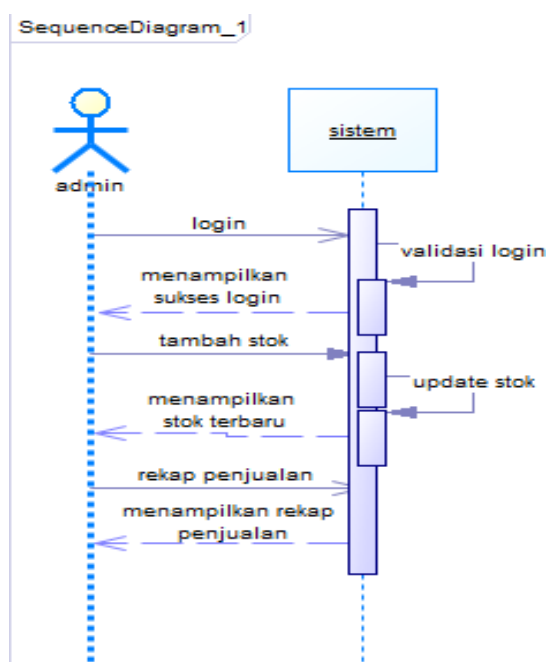 SequenceDiagram_1
sistem
admin
login
validasi login
menampilkan
sukses login
tambah stok
update stok
menampilkan
stok terbaru
rekap penjualan
menampilkan rekap
penjualan